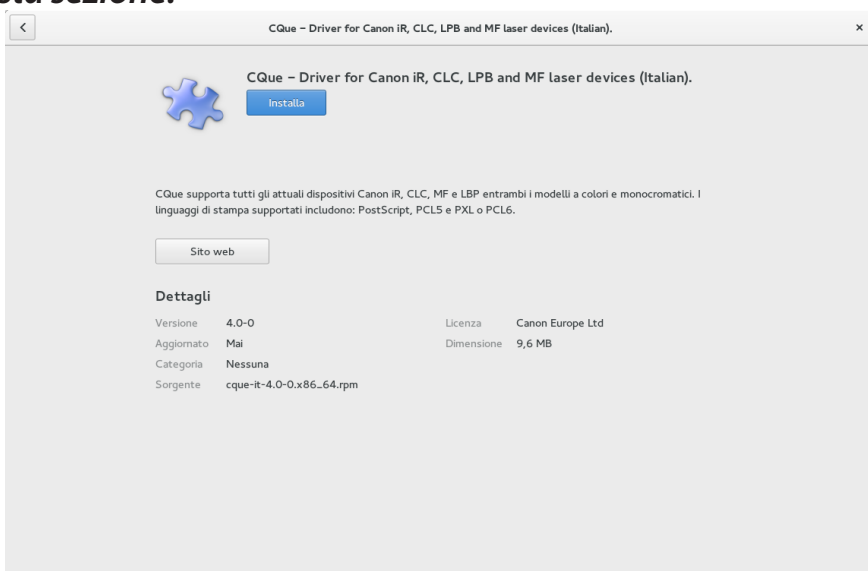 sezione.
CQue – Driver for Canon iR, CLC, LPB and MF laser devices (Italian).
CQue – Driver for Canon iR, CLC, LPB and MF laser devices (Italian).
Installa
CQue supporta tutti gli attuali dispositivi Canon iR, CLC, MF e LBP entrambi i modelli a colori e monocromatici. I
linguaggi di stampa supportati includono: PostScript, PCL5 e PXL o PCL6.
Sito web
Dettagli
Versione 4.0-0 Licenza Canon Europe Ltd
Aggiornato Mai Dimensione 9,6 MB
Categoria Nessuna
Sorgente cque-it-4.0-0.x86_64.rpm